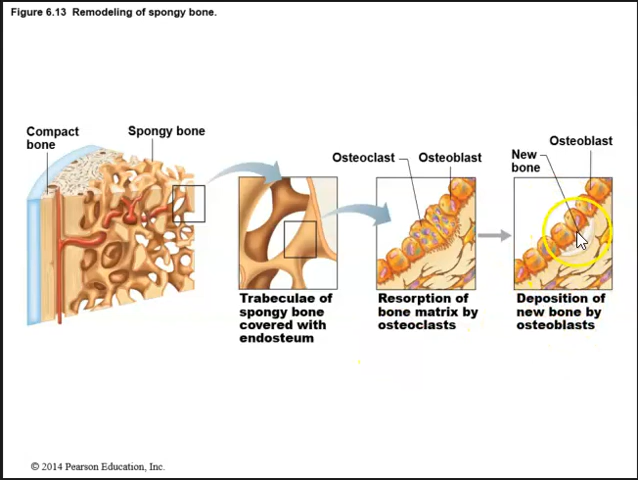 Figure 6.13 Remodeling of spongy bone.
Compact
bone
Spongy bone
Osteoclast
Osteoblast
New
bone
Osteoblast
Trabeculae of
spongy bone
covered with
endosteum
Resorption of
bone matrix by
osteoclasts
Deposition of
new bone by
osteoblasts
© 2014 Pearson Education, Inc.